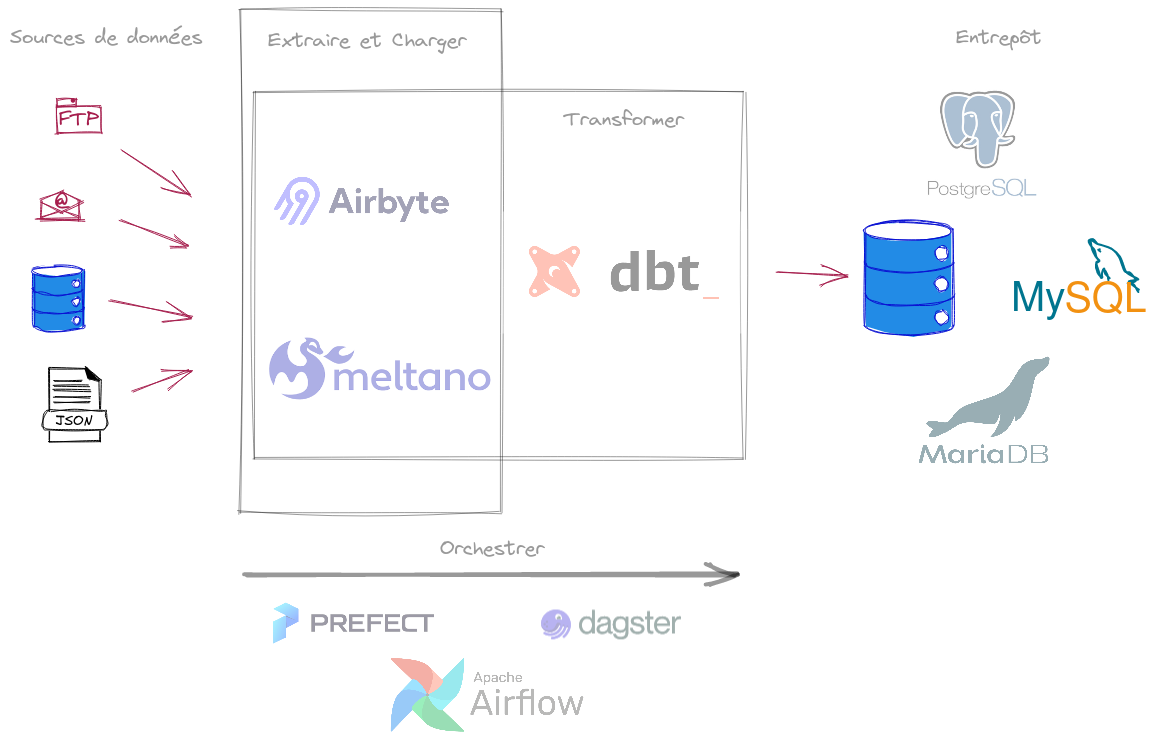 Sources de données
Extraire et Charger
Entrepôt
FTP
Transformer
PostgreSQL
@
Airbyte
dbt_
MySQL
meltano
JSON
MariaDB
Orchestrer
PREFECT
dagster
Apache
Airflow